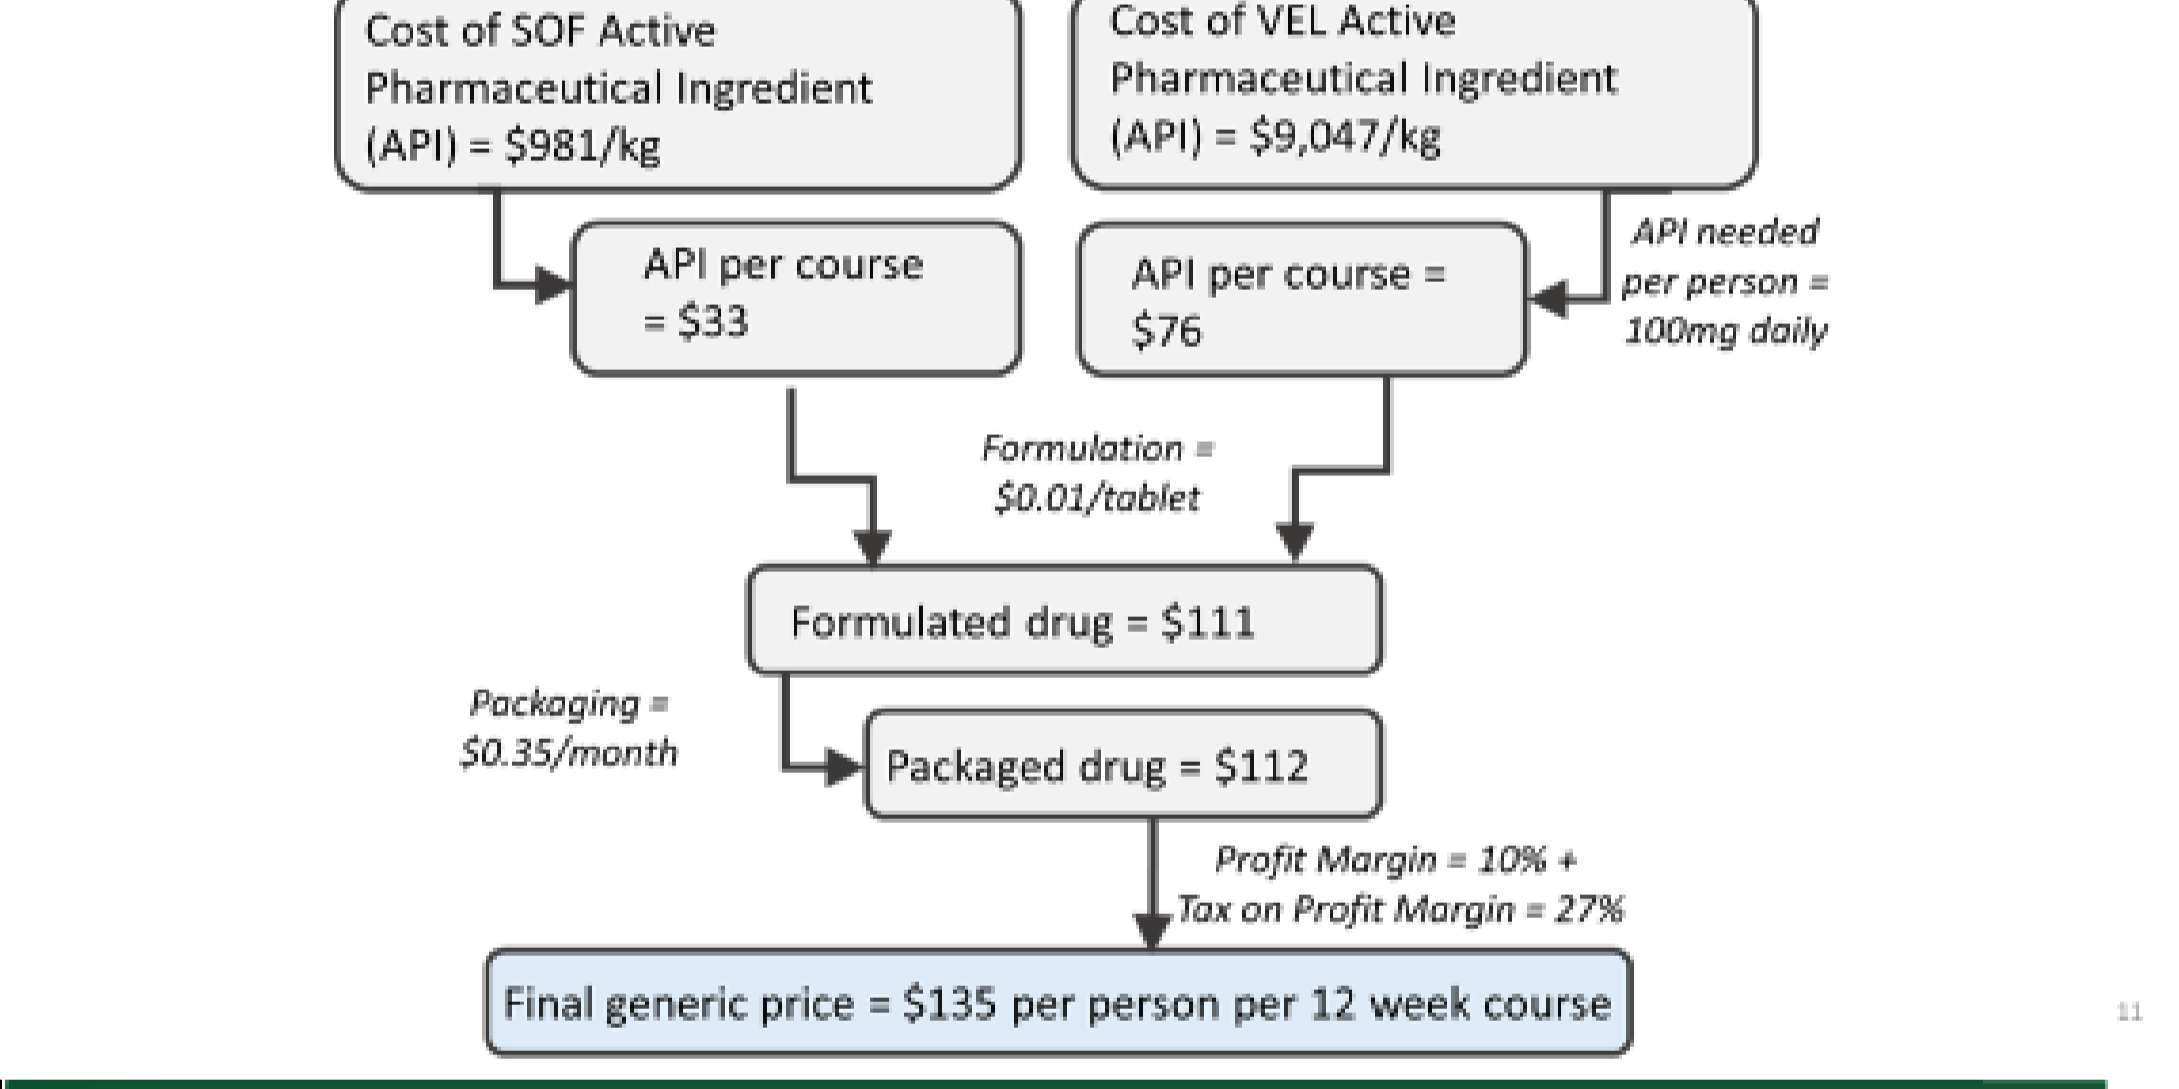 Cost of SOF Active
Pharmaceutical Ingredient
(API) = $981/kg
Cost of VEL Active
Pharmaceutical Ingredient
(API) = $9,047/kg
API per course
= $33
API per course =
$76
API needed
per person =
100mg daily
Formulation =
$0.01/tablet
Formulated drug = $111
Packaging =
$0.35/month
Packaged drug = $112
Profit Margin = 10% +
Tax on Profit Margin = 27%
Final generic price = $135 per person per 12 week course
11